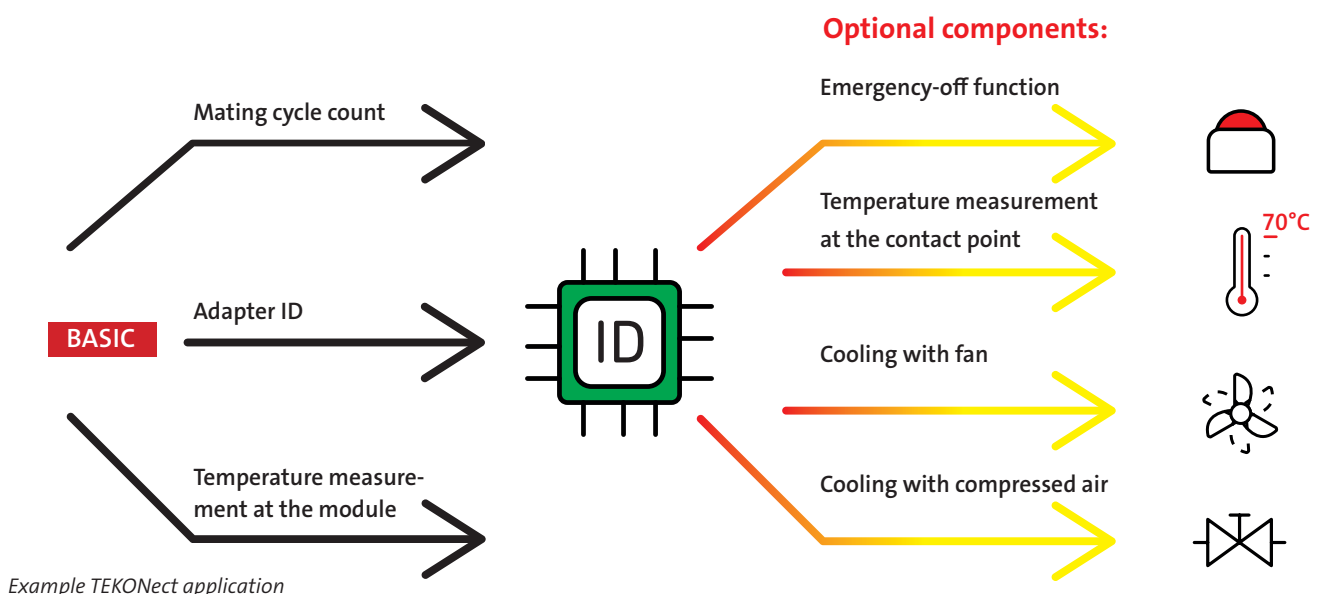 Optional components:
Mating cycle count
Emergency-off function
Temperature measurement
at the contact point
70°C
Adapter ID
BASIC
ID
Cooling with fan
Temperature measure-
ment at the module
Cooling with compressed air
Example TEKONect application